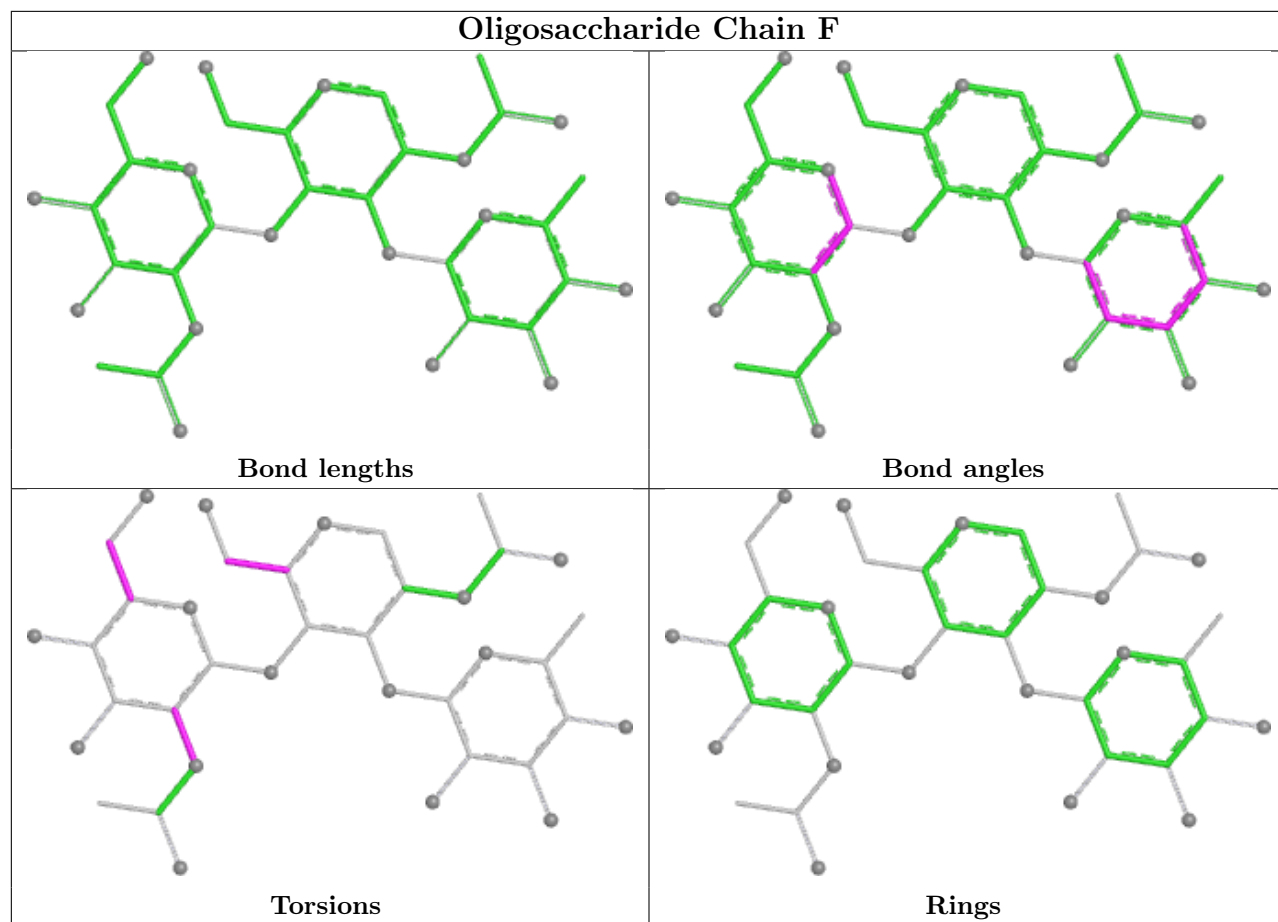 Oligosaccharide Chain F
Bond lengths
Bond angles
Torsions
Rings